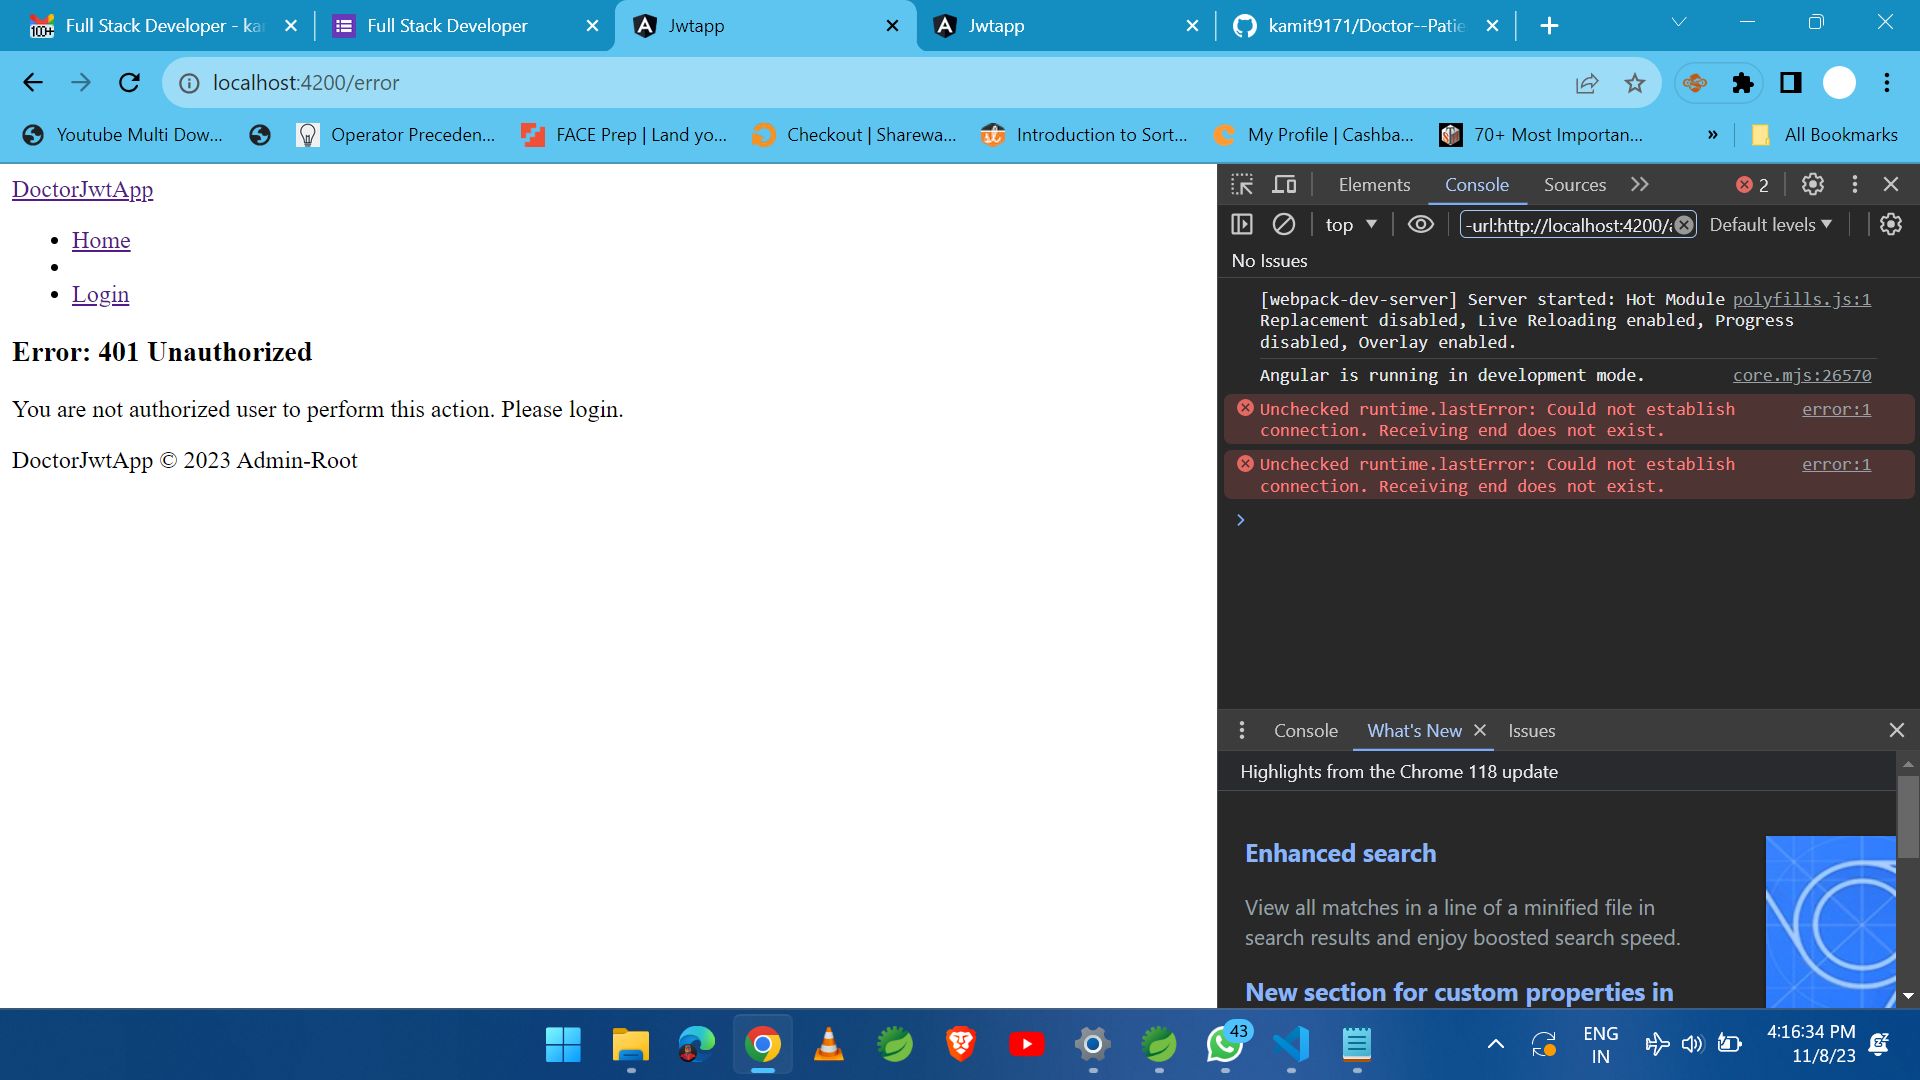 Full Stack Developer - ka
Full Stack Developer
Jwtapp
Jwtapp
kamit9171/Doctor--Patie
localhost:4200/error
Youtube Multi Dow...
Operator Preceden...
FACE Prep | Land yo...
Checkout | Sharewa...
Introduction to Sort...
My Profile | Cashba...
70+ Most Importan...
»
All Bookmarks
DoctorJwtApp
Home
Login
Error: 401 Unauthorized
You are not authorized user to perform this action. Please login.
DoctorJwtApp © 2023 Admin-Root
Elements
Console
Sources
2
top
-url:http://localhost:4200/a
Default levels
No Issues
[webpack-dev-server] Server started: Hot Module polyfills.js:1
Replacement disabled, Live Reloading enabled, Progress
disabled, Overlay enabled.
Angular is running in development mode. core.mjs:26570
Unchecked runtime.lastError: Could not establish error:1
connection. Receiving end does not exist.
Unchecked runtime.lastError: Could not establish error:1
connection. Receiving end does not exist.
Console
What's New
Issues
Highlights from the Chrome 118 update
Enhanced search
View all matches in a line of a minified file in
search results and enjoy boosted search speed.
New section for custom properties in
43
ENG
IN
4:16:34 PM
11/8/23